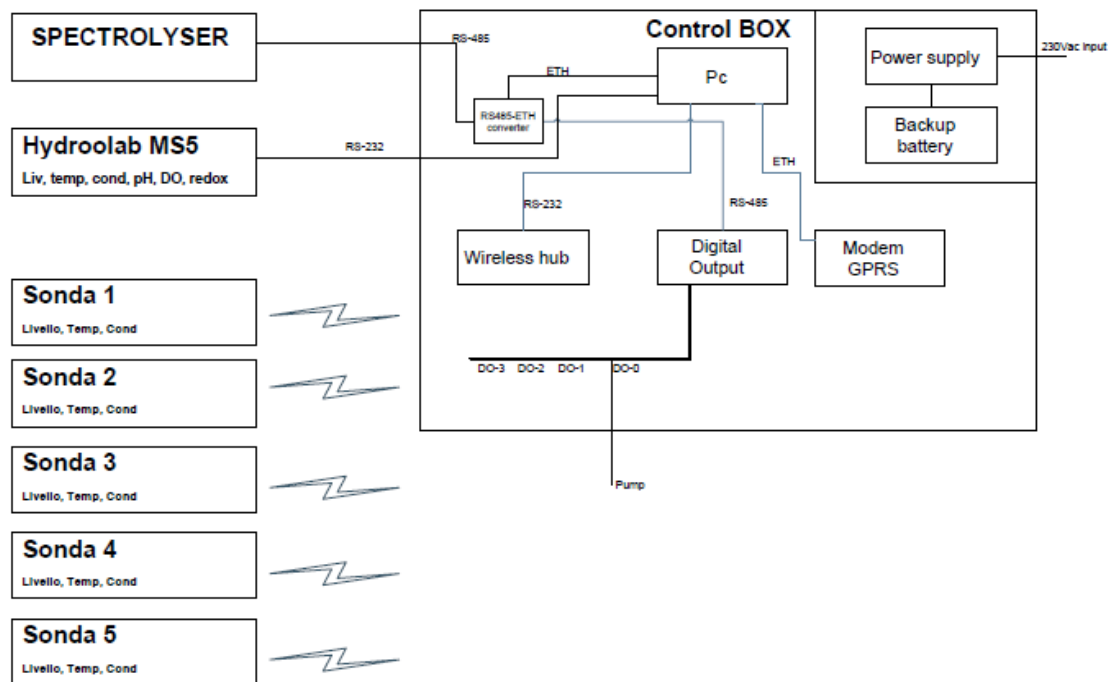 SPECTROLYSER
RS-485
Control BOX
230Vac Input
Power supply
Pc
ETH
RS485-ETH
converter
Backup
battery
Hydroolab MS5
Liv, temp, cond, pH, DO, redox
RS-232
ETH
RS-232
RS-485
Wireless hub
Digital
Output
Modem
GPRS
Sonda 1
Livello, Temp, Cond
DO-3 DO-2 DO-1 DO-0
Sonda 2
Livello, Temp, Cond
Sonda 3
Livello, Temp, Cond
Pump
Sonda 4
Livello, Temp, Cond
Sonda 5
Livello, Temp, Cond